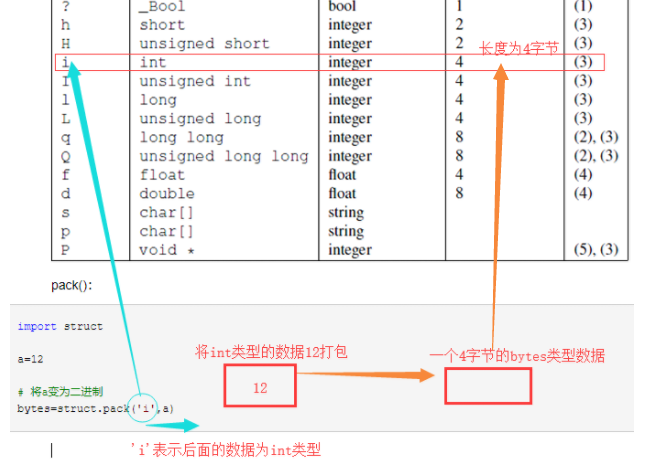 ? _Bool bool 1 (1)
h short integer 2 (3)
H unsigned short integer 2 (3)
长度为4字节
i int integer 4 (3)
I unsigned int integer 4 (3)
l long integer 4 (3)
L unsigned long integer 4 (3)
q long long integer 8 (2), (3)
Q unsigned long long integer 8 (2), (3)
f float float 4 (4)
d double float 8 (4)
s char[] string
p char[] string
P void * integer (5), (3)
pack():
import struct
a=12
将int类型的数据12打包
一个4字节的bytes类型数据
12
# 将a变为二进制
bytes=struct.pack('i',a)
'i'表示后面的数据为int类型